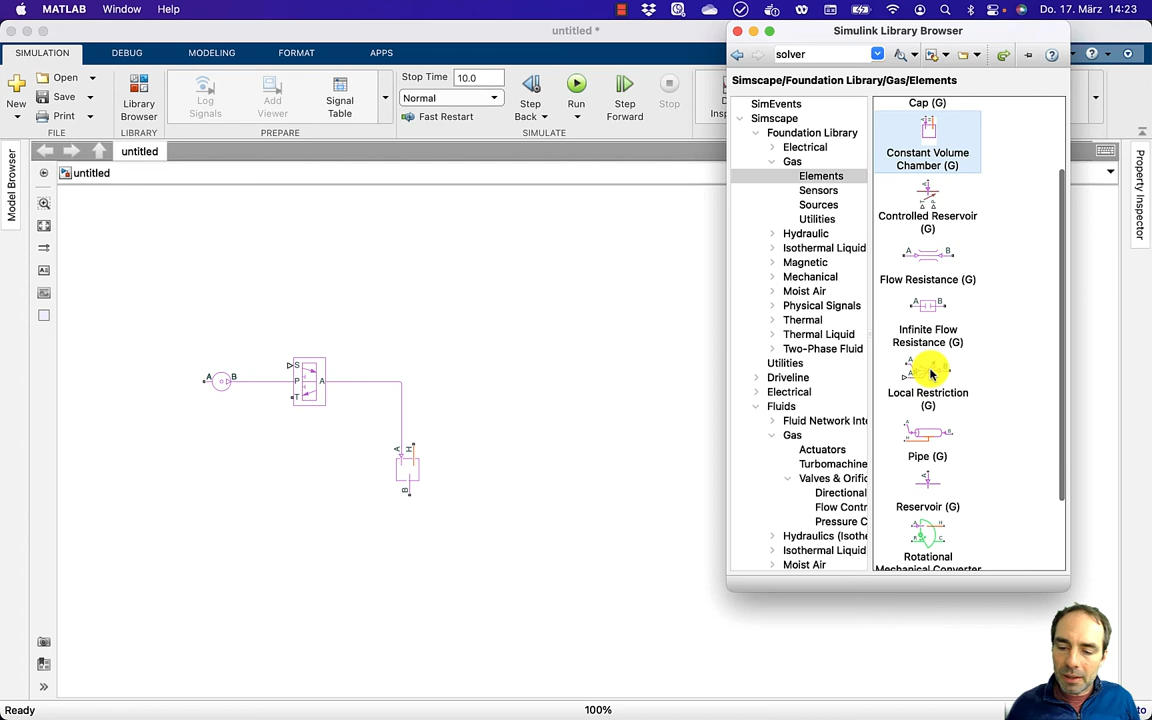 MATLAB Window Help
Do. 17. März 14:23
untitled *
SIMULATION DEBUG MODELING FORMAT APPS
New
Open
Save
Print
FILE
Library
Browser
LIBRARY
Log
Signals
Add
Viewer
Signal
Table
PREPARE
Stop Time 10.0
Normal
Fast Restart
Step
Back
Run
Step
Forward
Stop
SIMULATE
untitled
untitled
Model Browser
Property Inspector
A B
S
P
T
A
A
H
B
Simulink Library Browser
solver
Simscape/Foundation Library/Gas/Elements
SimEvents
Simscape
Foundation Library
Electrical
Gas
Elements
Sensors
Sources
Utilities
Hydraulic
Isothermal Liquid
Magnetic
Mechanical
Moist Air
Physical Signals
Thermal
Thermal Liquid
Two-Phase Fluid
Utilities
Driveline
Electrical
Fluids
Fluid Network Int
Gas
Actuators
Turbomachine
Valves & Orific
Directional
Flow Contr
Pressure C
Hydraulics (Isothe
Isothermal Liquid
Moist Air
Cap (G)
Constant Volume
Chamber (G)
Controlled Reservoir
(G)
A B
Flow Resistance (G)
A B
Infinite Flow
Resistance (G)
Local Restriction
(G)
Pipe (G)
Reservoir (G)
Rotational
Mechanical Converter
Ready
100%